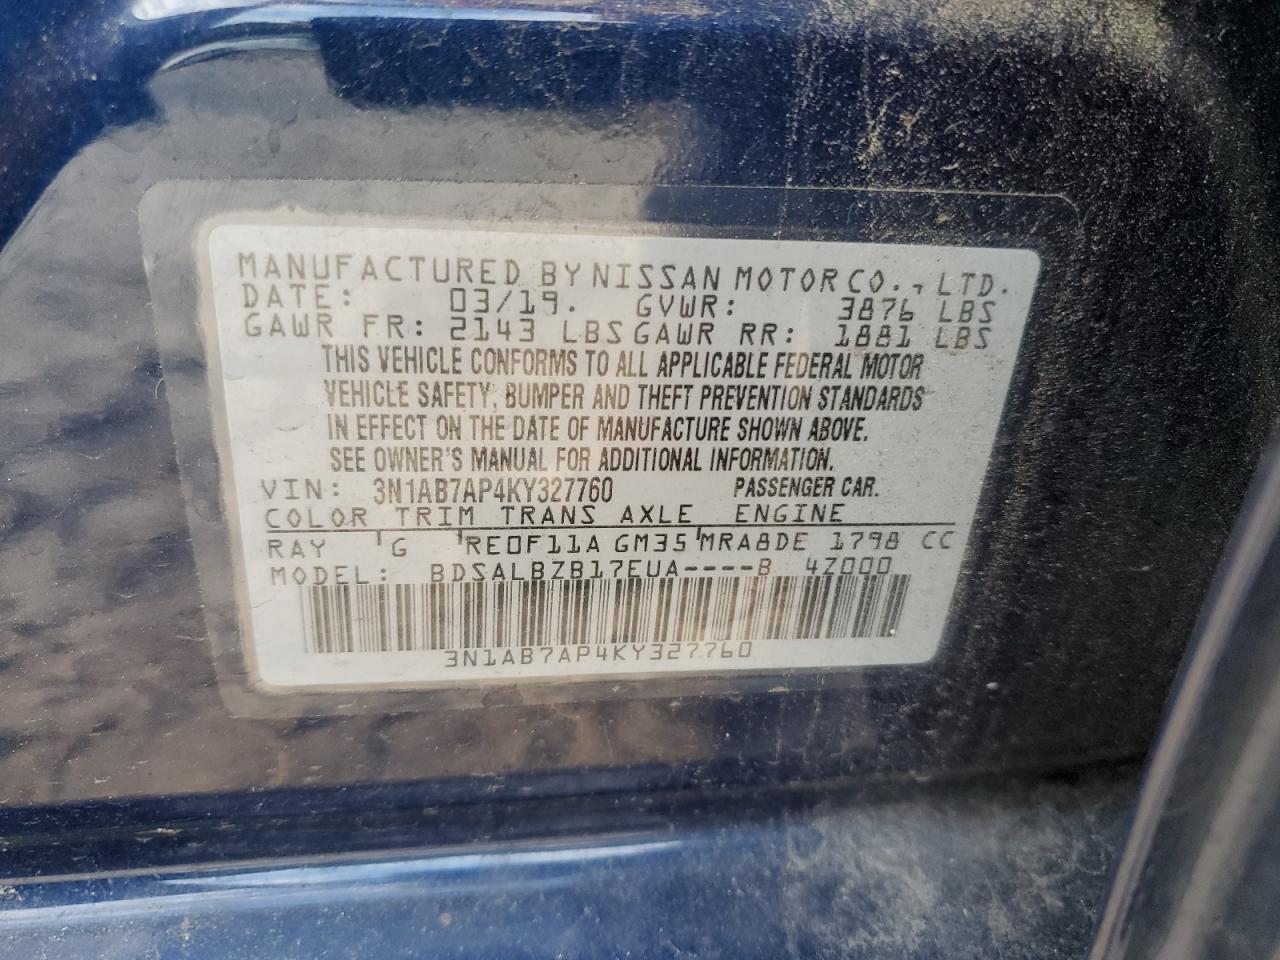 MANUFACTURED BY NISSAN MOTOR CO., LTD.
DATE: 03/19. GVWR: 3876 LBS
GAWR FR: 2143 LBS GAWR RR: 1881 LBS
THIS VEHICLE CONFORMS TO ALL APPLICABLE FEDERAL MOTOR
VEHICLE SAFETY, BUMPER AND THEFT PREVENTION STANDARDS
IN EFFECT ON THE DATE OF MANUFACTURE SHOWN ABOVE.
SEE OWNER'S MANUAL FOR ADDITIONAL INFORMATION.
VIN: 3N1AB7AP4KY327760 PASSENGER CAR.
COLOR TRIM TRANS AXLE ENGINE
RAY G RE0F11A GM35 MRA8DE 1798 CC
MODEL: BDSALBZB17EUA----B 4Z000
3N1AB7AP4KY327760